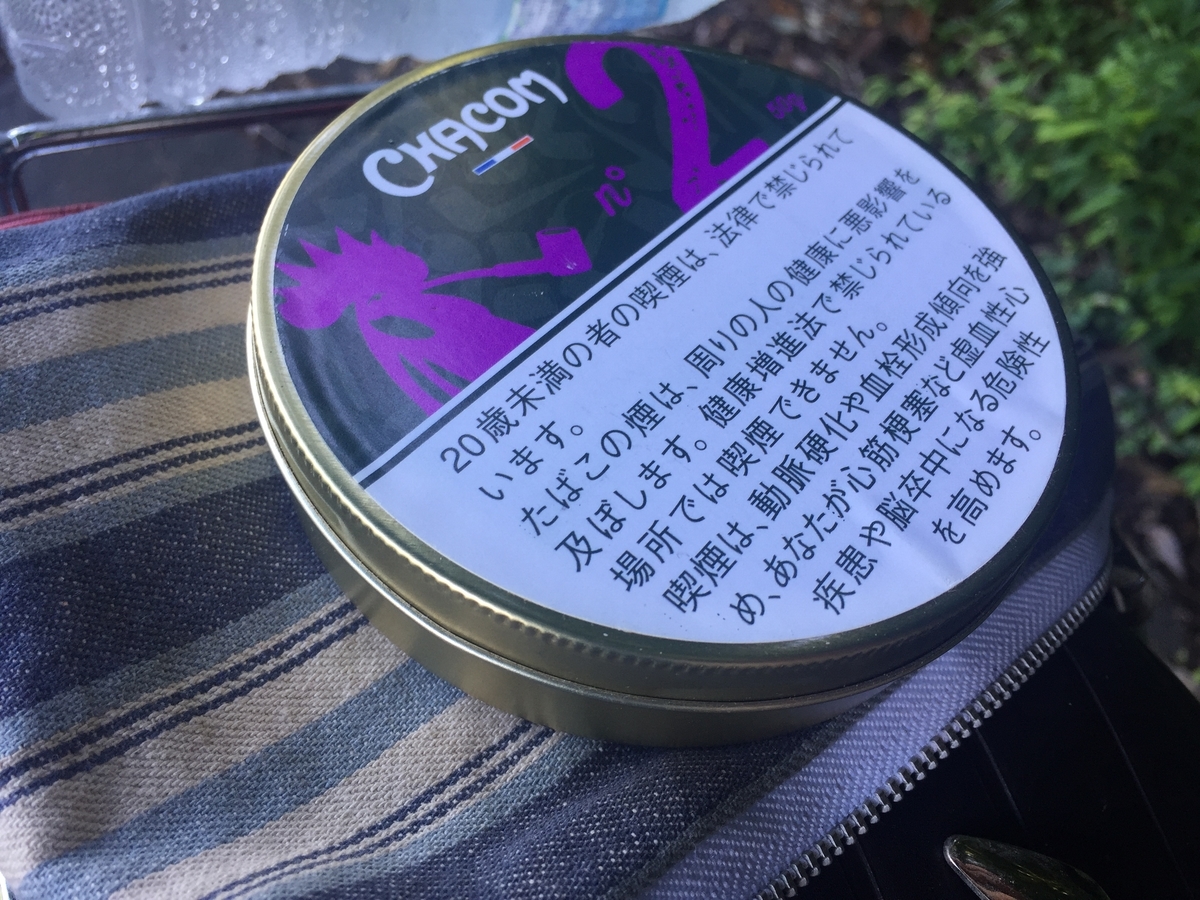 CHACOM
n° 2
50g
20歳未満の者の喫煙は、法律で禁じられて
います。
たばこの煙は、周りの人の健康に悪影響を
及ぼします。健康増進法で禁じられている
場所では喫煙できません。
喫煙は、動脈硬化や血栓形成傾向を強
め、あなたが心筋梗塞など虚血性心
疾患や脳卒中になる危険性
を高めます。